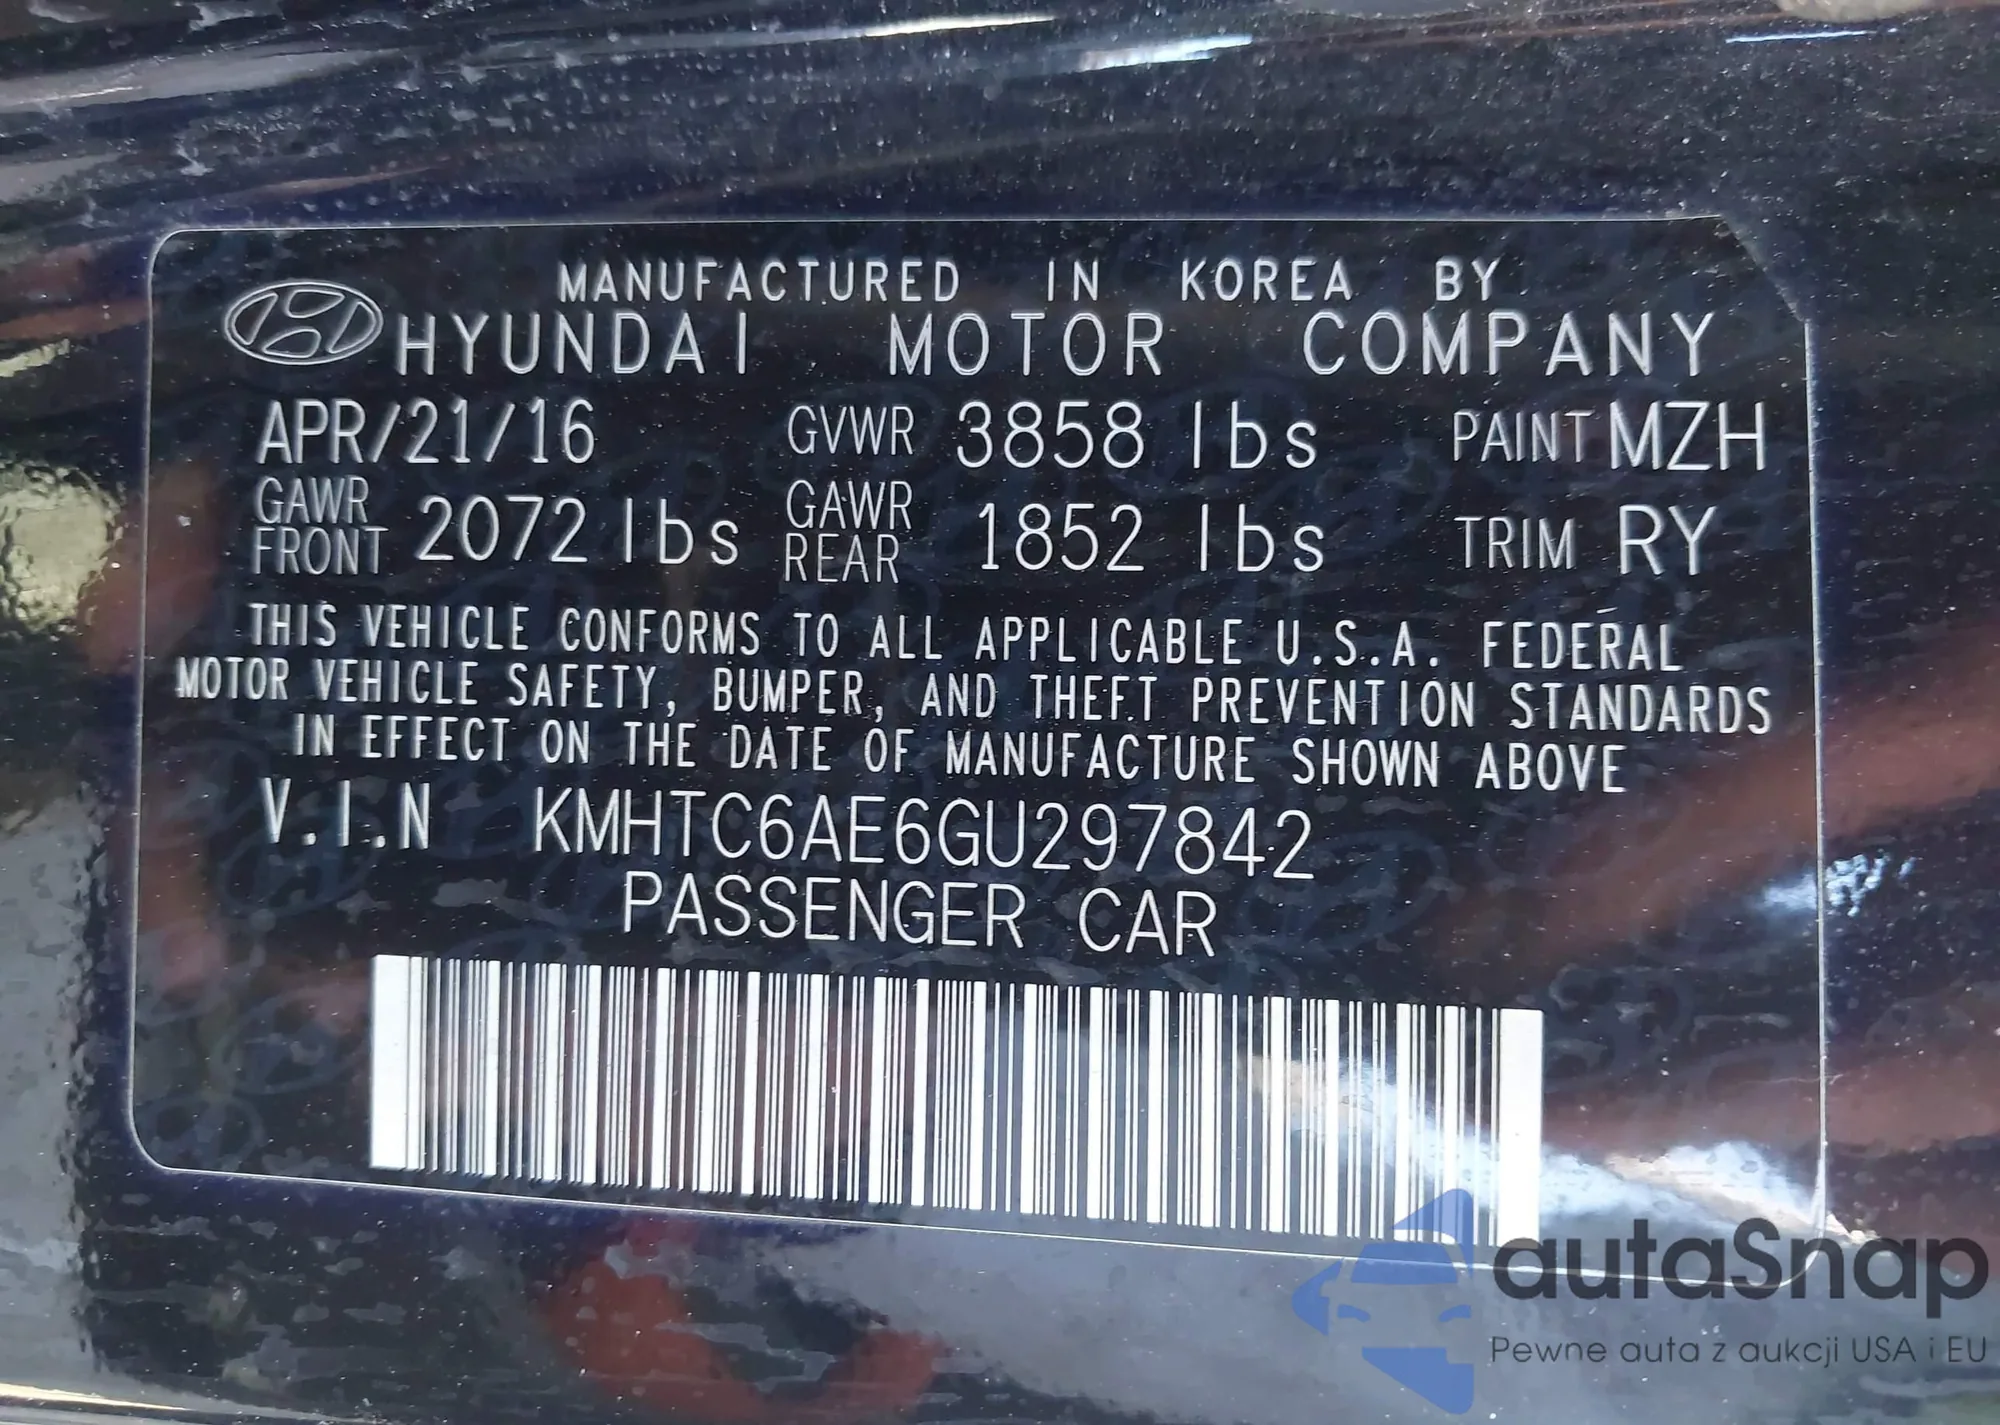 MANUFACTURED IN KOREA BY
HYUNDAI MOTOR COMPANY
APR/21/16 GVWR 3858 lbs PAINT MZH
GAWR FRONT 2072 lbs GAWR REAR 1852 lbs TRIM RY
THIS VEHICLE CONFORMS TO ALL APPLICABLE U.S.A. FEDERAL
MOTOR VEHICLE SAFETY, BUMPER, AND THEFT PREVENTION STANDARDS
IN EFFECT ON THE DATE OF MANUFACTURE SHOWN ABOVE
V.I.N KMHTC6AE6GU297842
PASSENGER CAR
autaSnap
Pewne auta z aukcji USA i EU